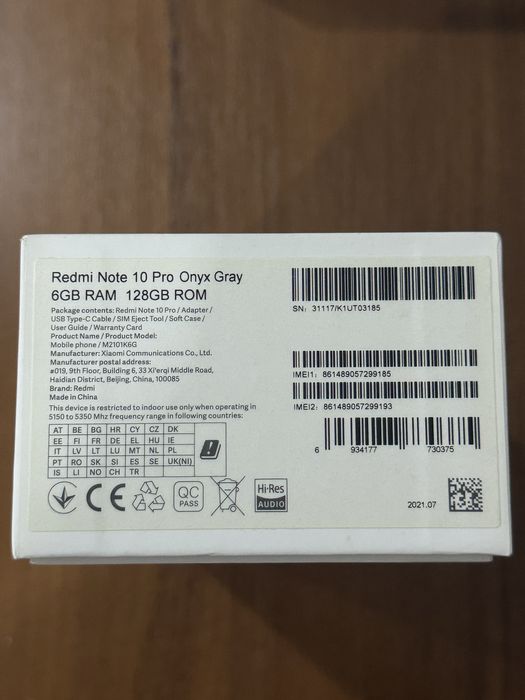 Redmi Note 10 Pro Onyx Gray
6GB RAM 128GB ROM
Package contents: Redmi Note 10 Pro / Adapter /
USB Type-C Cable / SIM Eject Tool / Soft Case /
User Guide / Warranty Card
Product Name / Product Model:
Mobile phone / M2101K6G
Manufacturer: Xiaomi Communications Co., Ltd.
Manufacturer postal address:
#019, 9th Floor, Building 6, 33 Xi'erqi Middle Road,
Haidian District, Beijing, China, 100085
Brand: Redmi
Made in China
This device is restricted to indoor use only when operating in
5150 to 5350 Mhz frequency range in following countries:
AT BE BG HR CY CZ DK
EE FI FR DE EL HU IE
IT LV LT LU MT NL PL
PT RO SK SI ES SE UK(NI)
IS LI NO CH TR
CE
QC
PASS
Hi-Res
AUDIO
SN: 31117/K1UT03185
IMEI1: 861489057299185
IMEI2: 861489057299193
6 934177 730375
2021.07